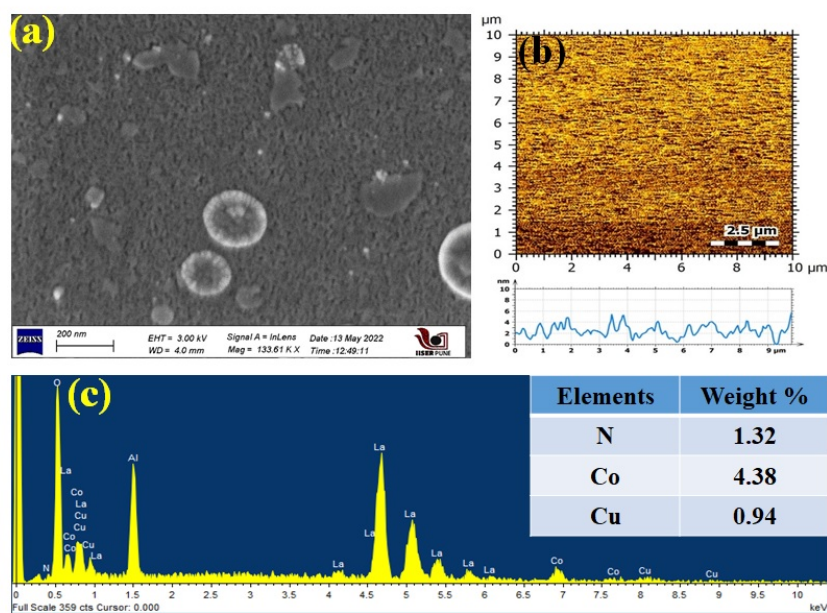 (a)
ZEISS
200 nm
EHT = 3.00 kV
WD = 4.0 mm
Signal A = InLens
Mag = 133.61 K X
Date :13 May 2022
Time :12:49:11
IISER PUNE
(b)
µm
10
9
8
7
6
5
4
3
2
1
0
2.5 µm
0 2 4 6 8 10
µm
nm
10
8
6
4
2
0
0 1 2 3 4 5 6 7 8 9 µm
(c)
O
La
Co
La
Cu
Cu
Co
Co
Cu
La
N
Al
La
La
La
La
La
La
La
Co
Co
Cu
Cu
Elements Weight %
N 1.32
Co 4.38
Cu 0.94
0 0.5 1 1.5 2 2.5 3 3.5 4 4.5 5 5.5 6 6.5 7 7.5 8 8.5 9 9.5 10
Full Scale 359 cts Cursor: 0.000
keV